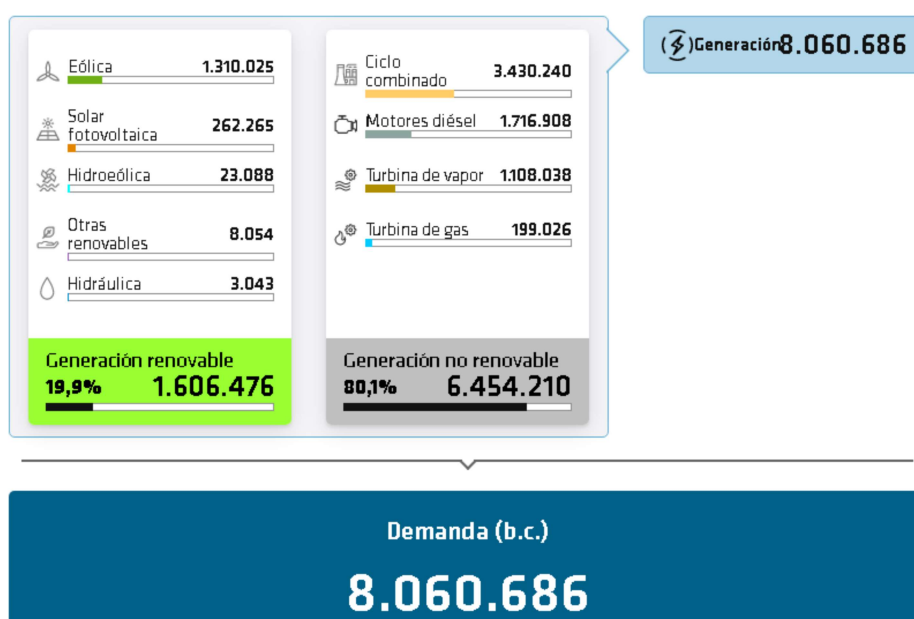 Eólica 1.310.025
Solar
fotovoltaica 262.265
Hidroeólica 23.088
Otras
renovables 8.054
Hidráulica 3.043
Generación renovable
19,9% 1.606.476
Ciclo
combinado 3.430.240
Motores diésel 1.716.908
Turbina de vapor 1.108.038
Turbina de gas 199.026
Generación no renovable
80,1% 6.454.210
Generación 8.060.686
Demanda (b.c.)
8.060.686